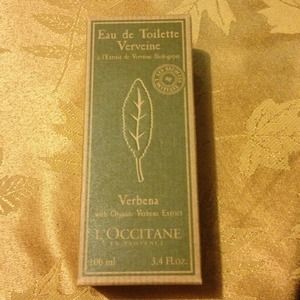 Eau de Toilette
Verveine
à l'Extrait de Verveine Biologique
Verbena
with Organic Verbena Extract
L'OCCITANE
EN PROVENCE
100 ml 3.4 Fl.oz.